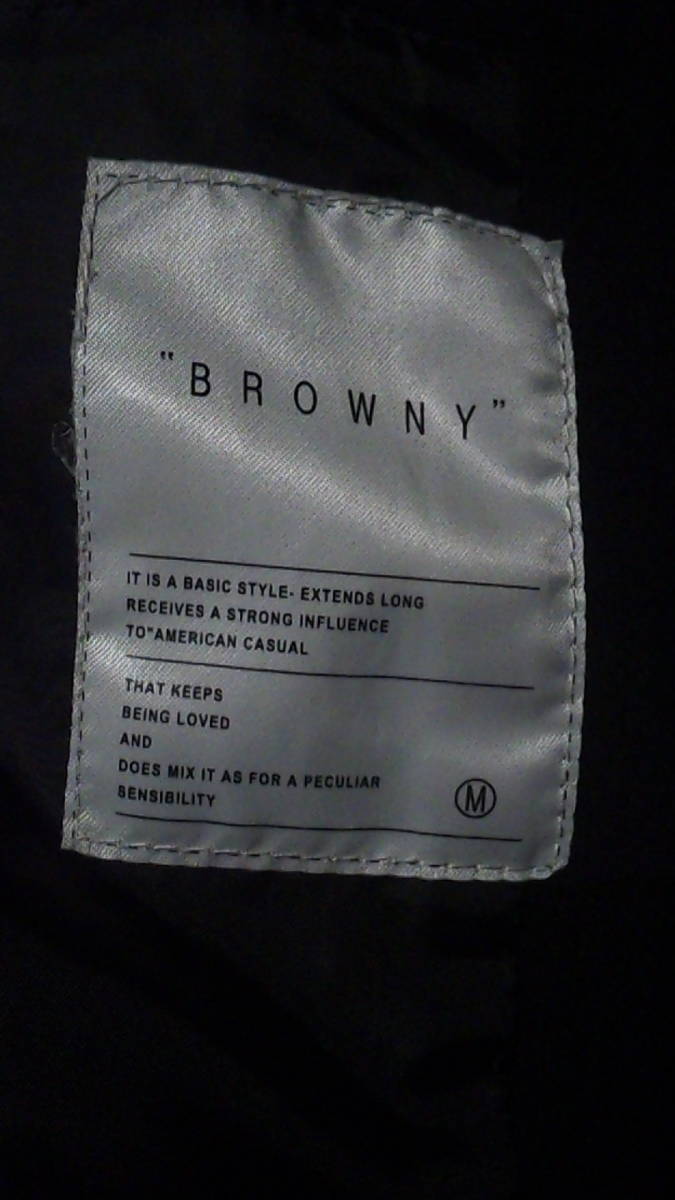 "BROWNY"
IT IS A BASIC STYLE- EXTENDS LONG
RECEIVES A STRONG INFLUENCE
TO"AMERICAN CASUAL
THAT KEEPS
BEING LOVED
AND
DOES MIX IT AS FOR A PECULIAR
SENSIBILITY
M